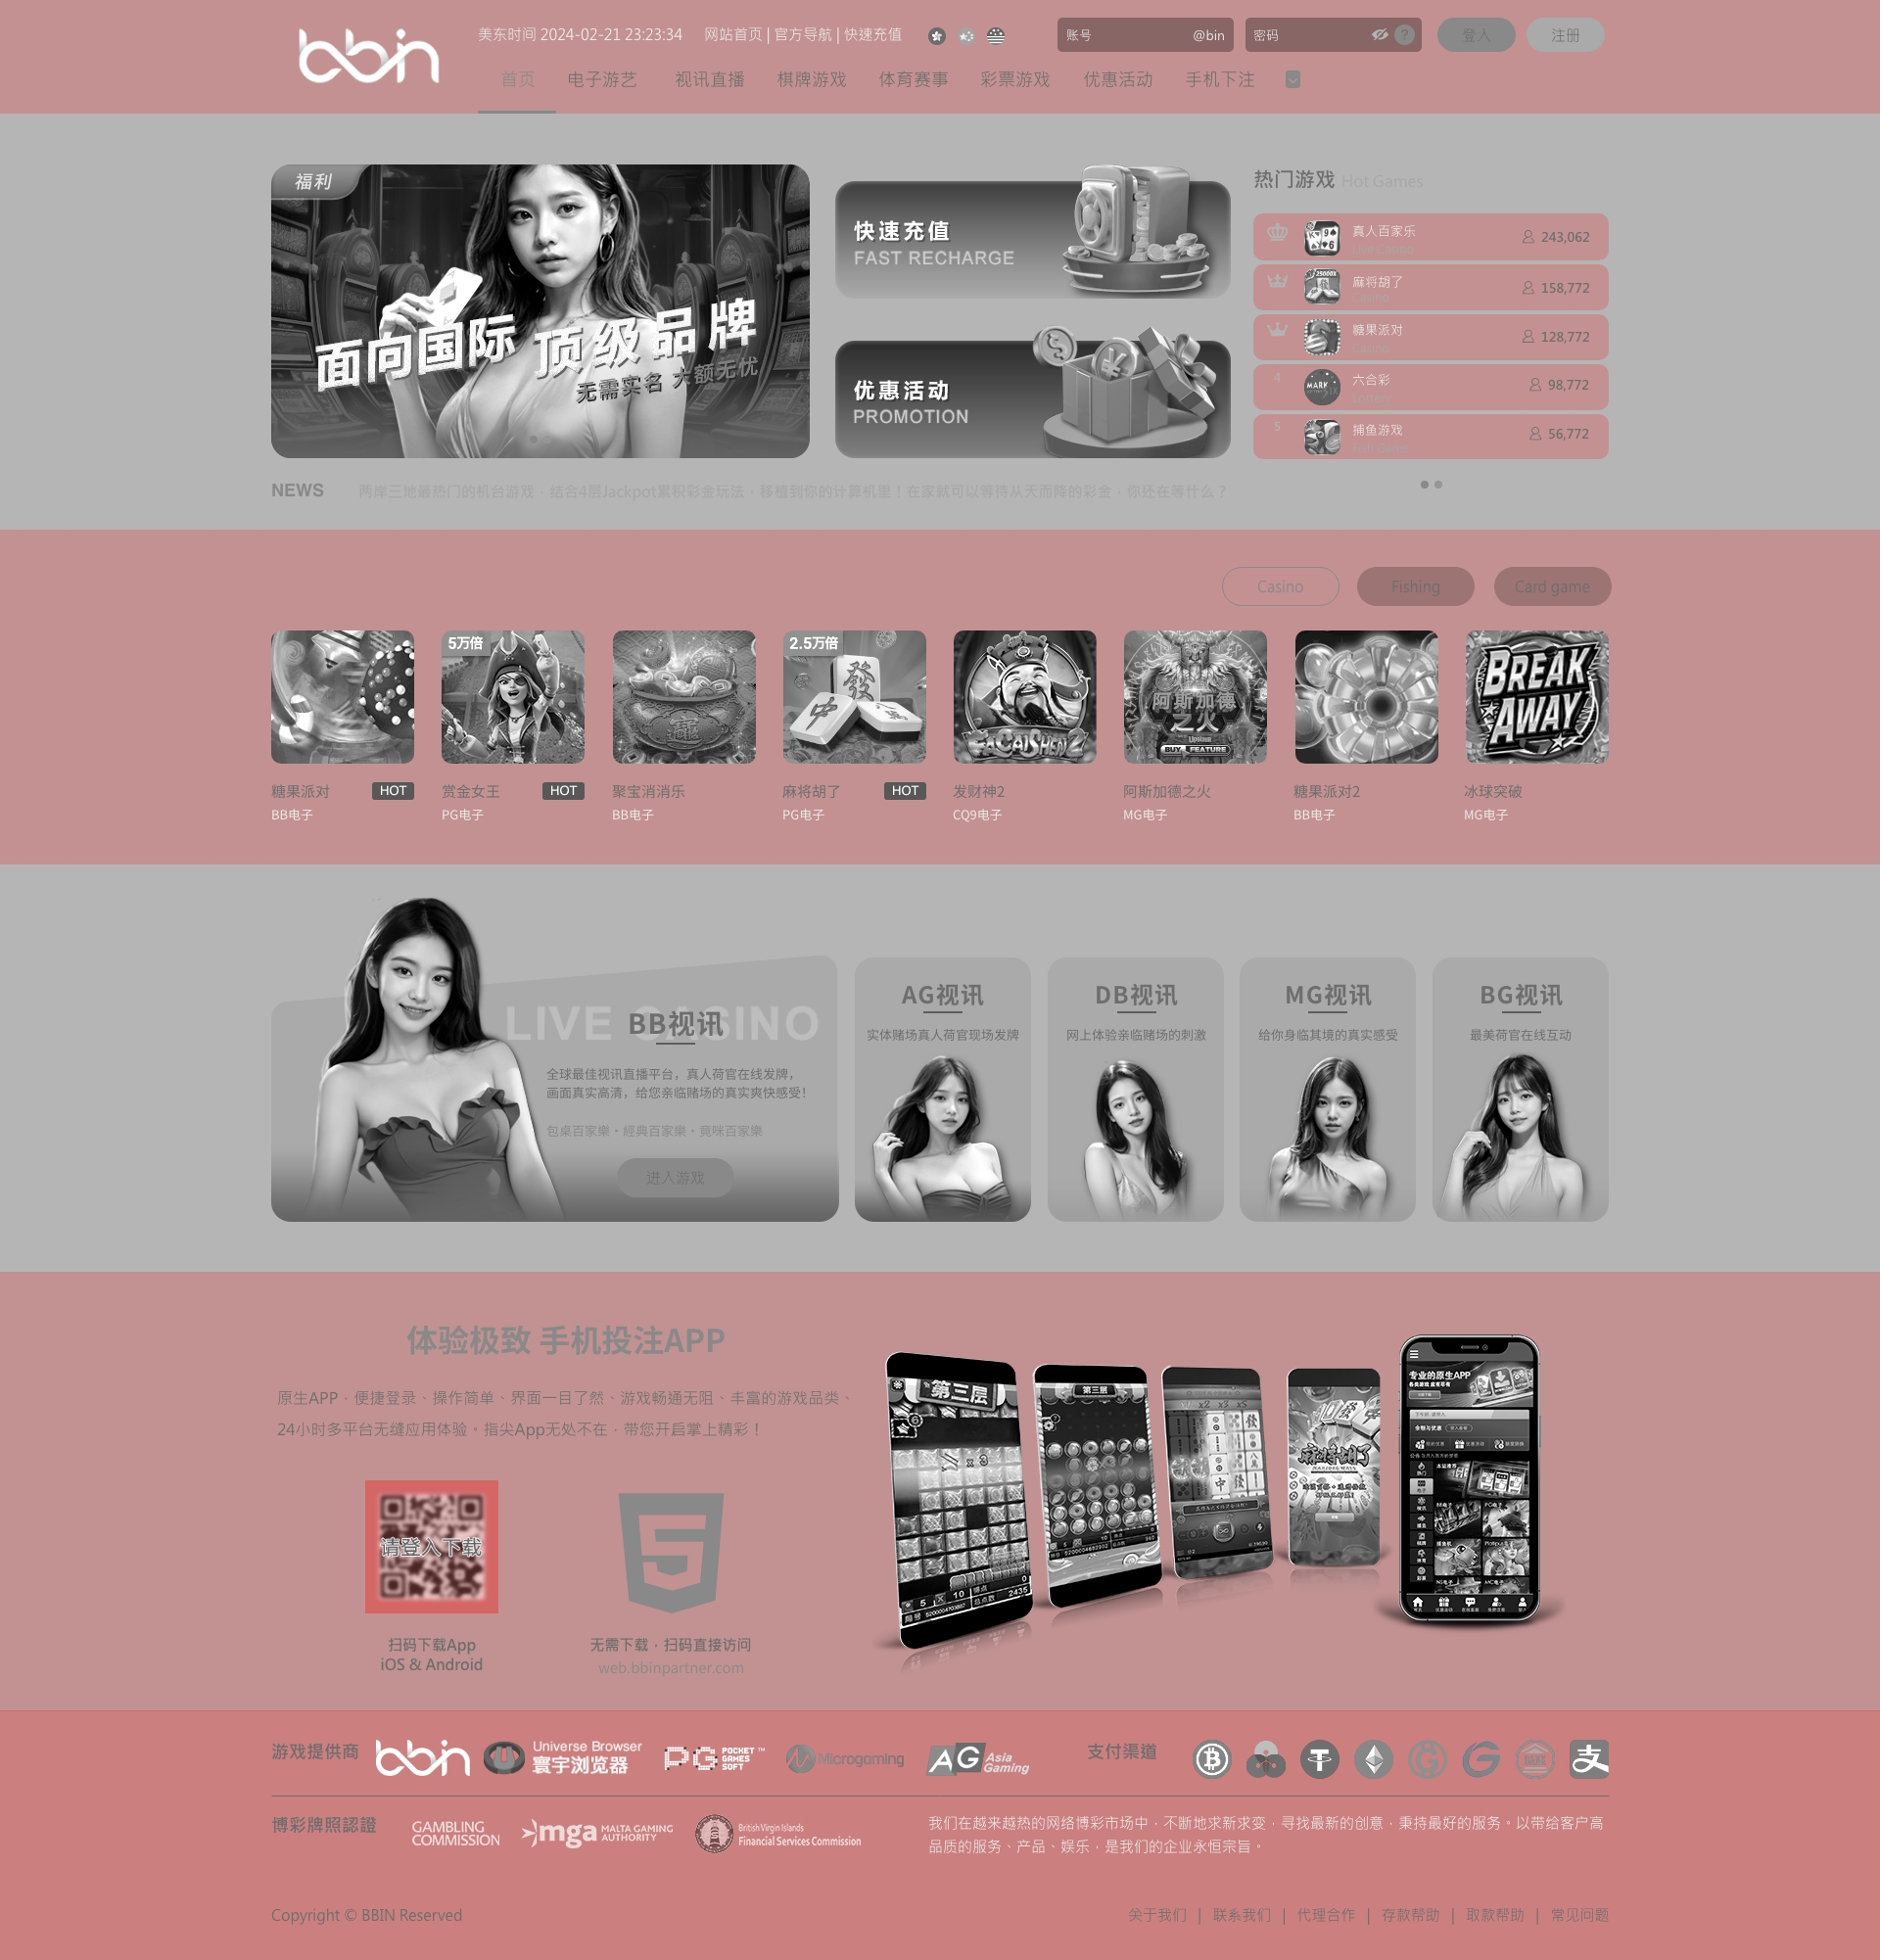 bbin
美东时间 2024-02-21 23:23:34
网站首页 | 官方导航 | 快速充值
账号 @bin
密码
?
登入
注册
首页 电子游艺 视讯直播 棋牌游戏 体育赛事 彩票游戏 优惠活动 手机下注
福利
面向国际 顶级品牌
无需实名 大额无忧
快速充值
FAST RECHARGE
优惠活动
PROMOTION
热门游戏 Hot Games
真人百家乐 243,062
麻将胡了 158,772
糖果派对 128,772
4 六合彩 98,772
5 捕鱼游戏 56,772
NEWS
两岸三地最热门的机台游戏，结合4层Jackpot累积彩金玩法，移植到你的计算机里！在家就可以等待从天而降的彩金，你还在等什么？
Casino
Fishing
Card game
5万倍
2.5万倍
FACAISHEN2
阿斯加德
之火
BUY FEATURE
BREAK
AWAY
糖果派对 HOT
BB电子
赏金女王 HOT
PG电子
聚宝消消乐
BB电子
麻将胡了 HOT
PG电子
发财神2
CQ9电子
阿斯加德之火
MG电子
糖果派对2
BB电子
冰球突破
MG电子
LIVE CASINO
BB视讯
全球最佳视讯直播平台，真人荷官在线发牌，
画面真实高清，给您亲临赌场的真实爽快感受！
包桌百家樂・經典百家樂・竟咪百家樂
进入游戏
AG视讯
实体赌场真人荷官现场发牌
DB视讯
网上体验亲临赌场的刺激
MG视讯
给你身临其境的真实感受
BG视讯
最美荷官在线互动
体验极致 手机投注APP
原生APP，便捷登录、操作简单、界面一目了然、游戏畅通无阻、丰富的游戏品类、
24小时多平台无缝应用体验。指尖App无处不在，带您开启掌上精彩！
请登入下载
扫码下载App
iOS & Android
5
无需下载，扫码直接访问
web.bbinpartner.com
第三层
第三层
麻将胡了
专业的原生APP
游戏提供商
bbin
Universe Browser
寰宇浏览器
PG POCKET GAMES SOFT ™
Microgaming
AG Asia Gaming
支付渠道
支
博彩牌照認證
GAMBLING
COMMISSION
mga MALTA GAMING AUTHORITY
British Virgin Islands
Financial Services Commission
我们在越来越热的网络博彩市场中，不断地求新求变，寻找最新的创意，秉持最好的服务。以带给客户高
品质的服务、产品、娱乐，是我们的企业永恒宗旨。
Copyright © BBIN Reserved
关于我们 | 联系我们 | 代理合作 | 存款帮助 | 取款帮助 | 常见问题